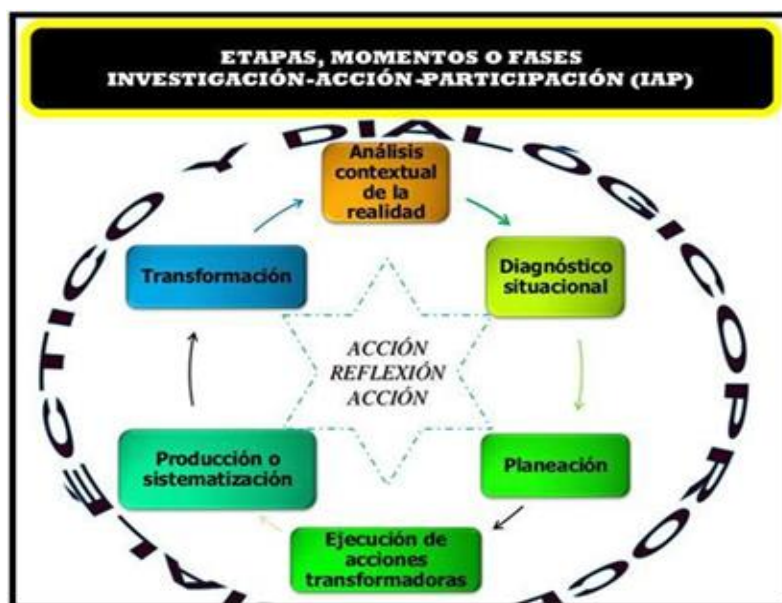 ETAPAS, MOMENTOS O FASES
INVESTIGACIÓN-ACCIÓN-PARTICIPACIÓN (IAP)
TICO Y DIALÓGICO
Análisis
contextual
de la
realidad
Diagnóstico
situacional
Planeación
Ejecución de
acciones
transformadoras
Producción o
sistematización
Transformación
ACCIÓN
REFLEXIÓN
ACCIÓN